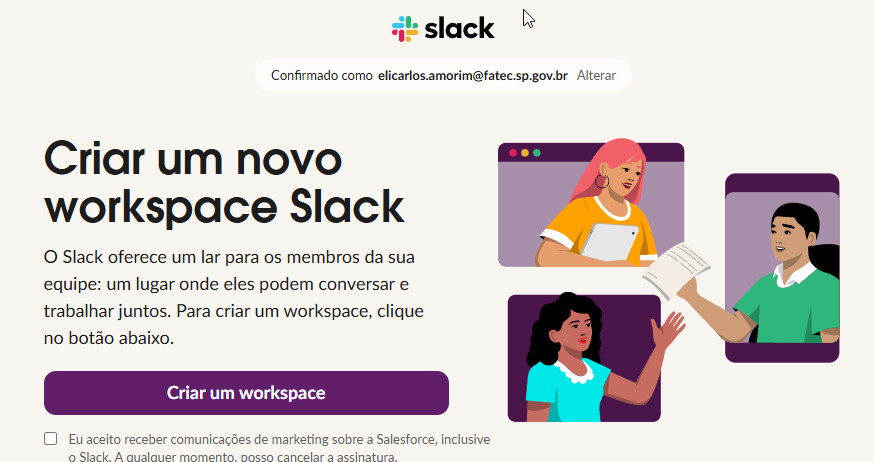 slack
Confirmado como elicarlos.amorim@fatec.sp.gov.br Alterar
Criar um novo
workspace Slack
O Slack oferece um lar para os membros da sua
equipe: um lugar onde eles podem conversar e
trabalhar juntos. Para criar um workspace, clique
no botão abaixo.
Criar um workspace
Eu aceito receber comunicações de marketing sobre a Salesforce, inclusive
o Slack. A qualquer momento, posso cancelar a assinatura.